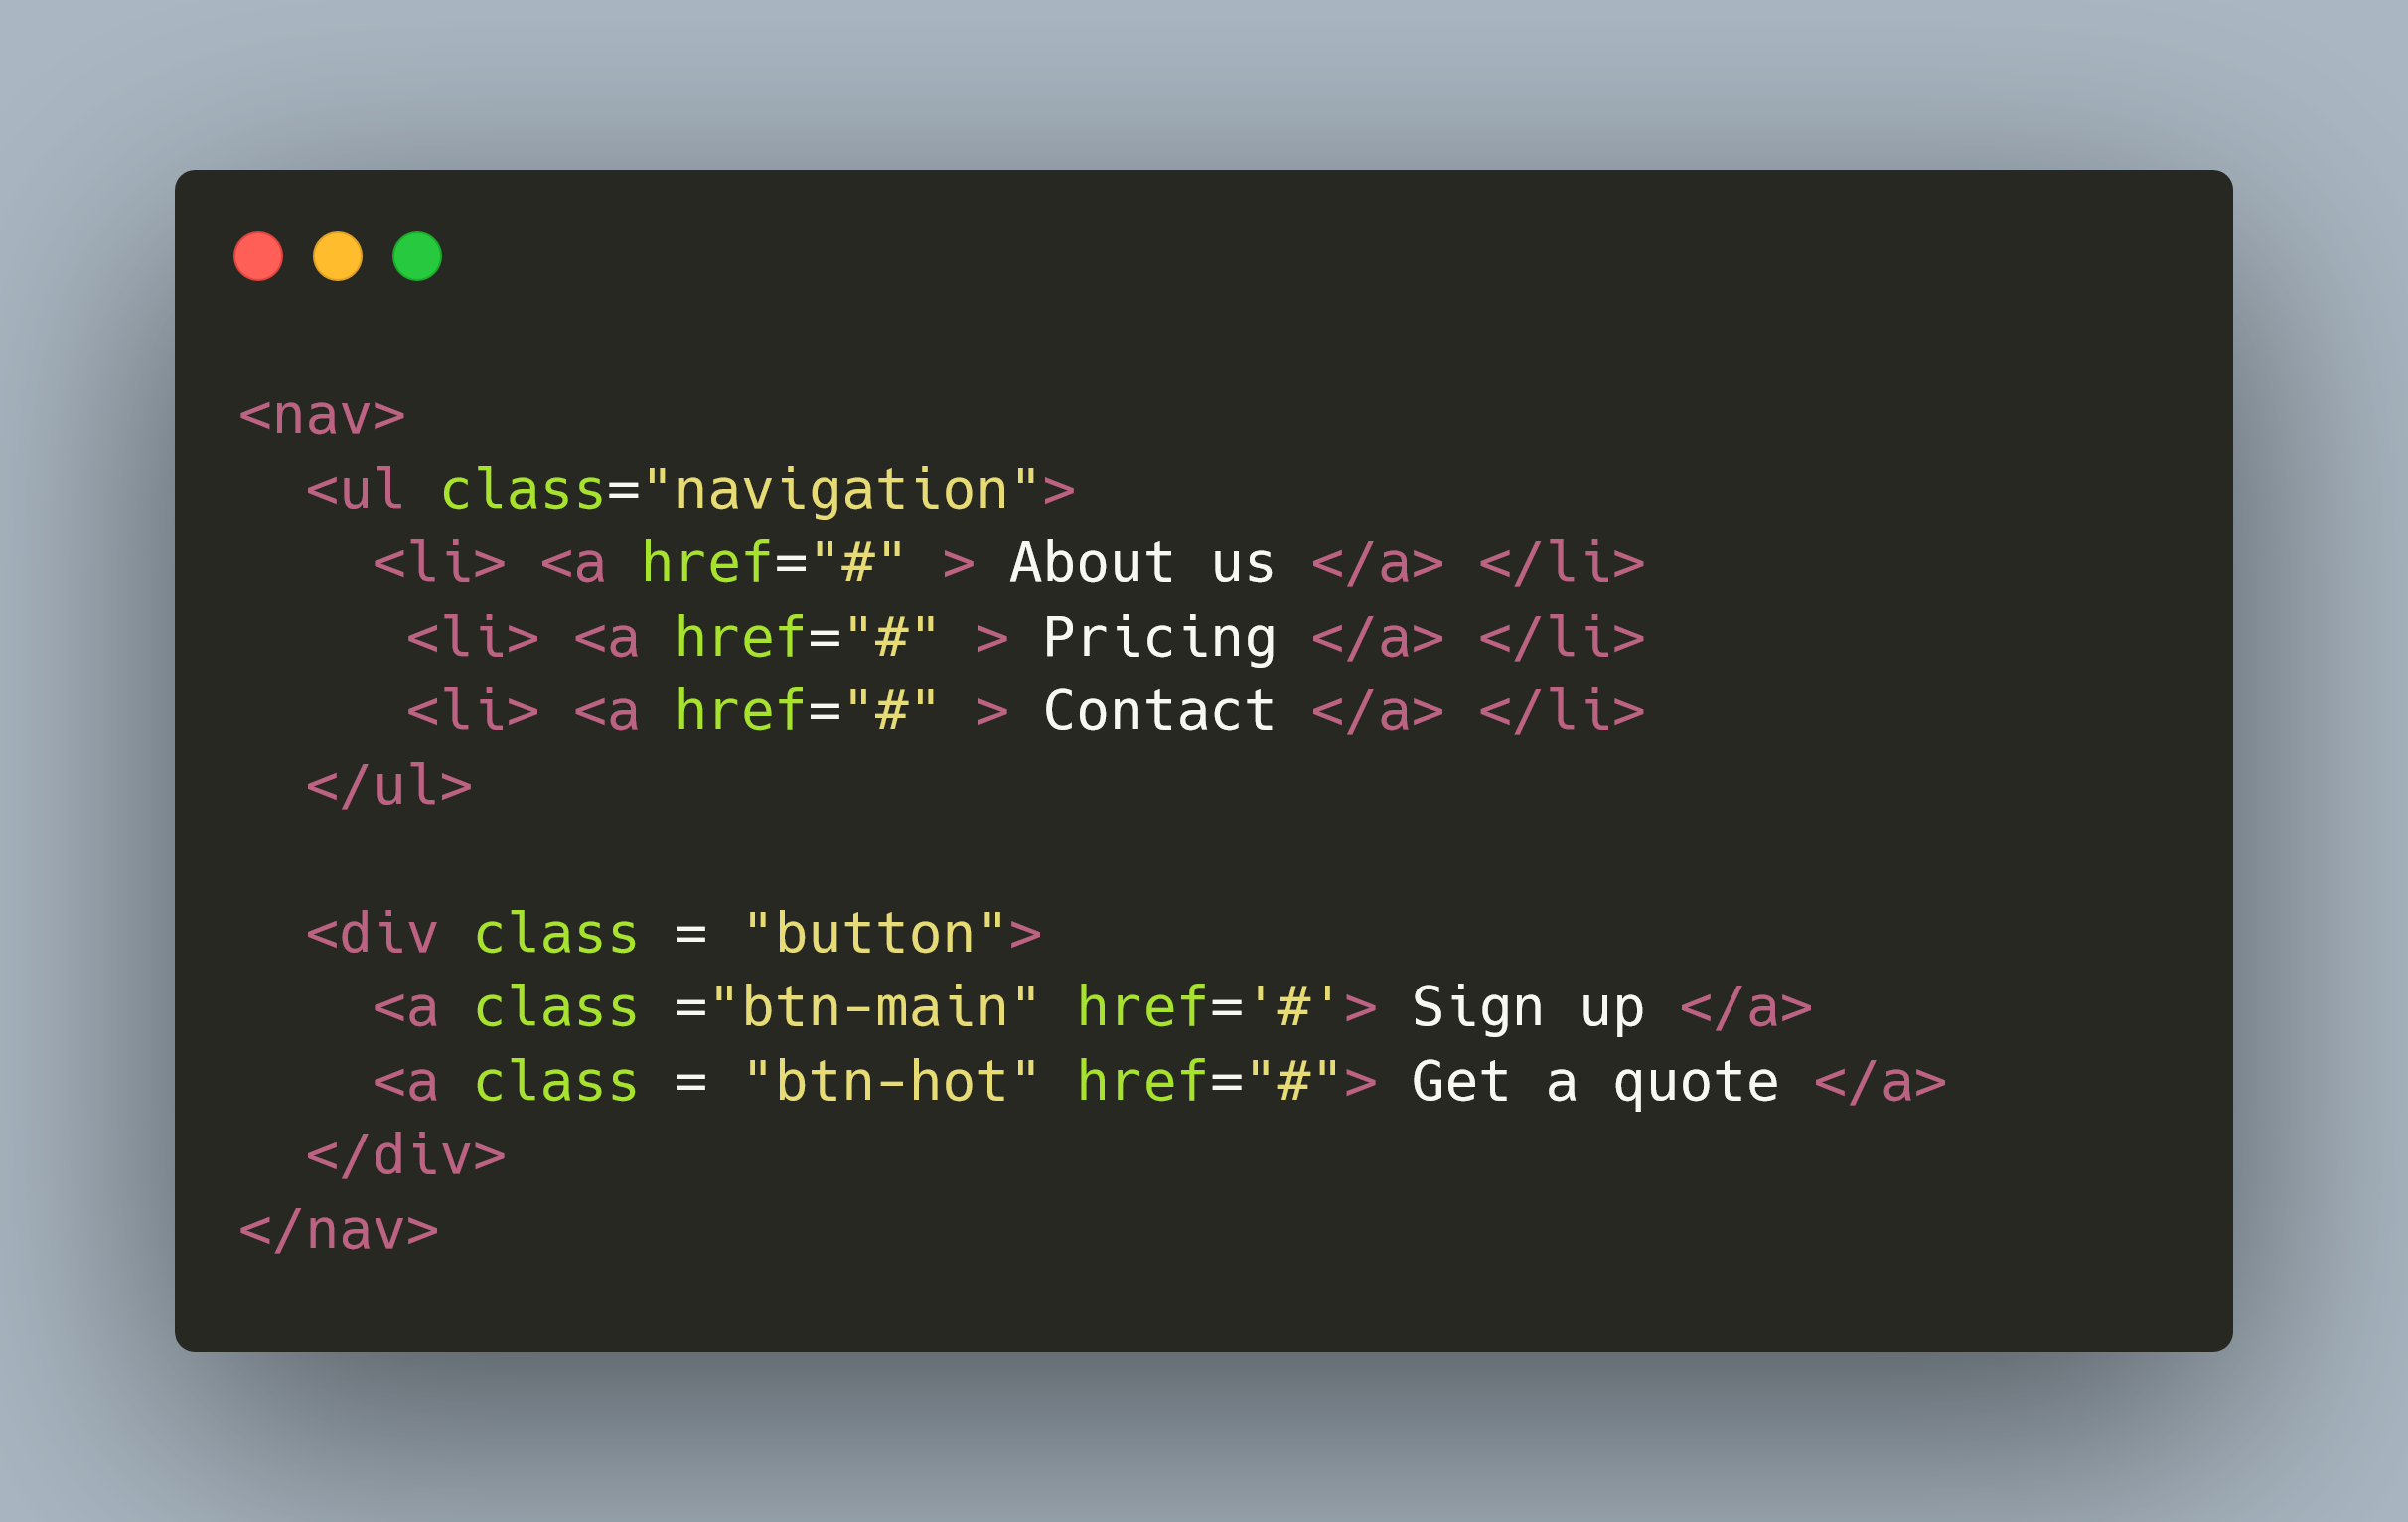 <nav>
  <ul class="navigation">
    <li> <a href="#" > About us </a> </li>
     <li> <a href="#" > Pricing </a> </li>
     <li> <a href="#" > Contact </a> </li>
  </ul>

  <div class = "button">
    <a class ="btn-main" href='#'> Sign up </a>
    <a class = "btn-hot" href="#"> Get a quote </a>
  </div>
</nav>